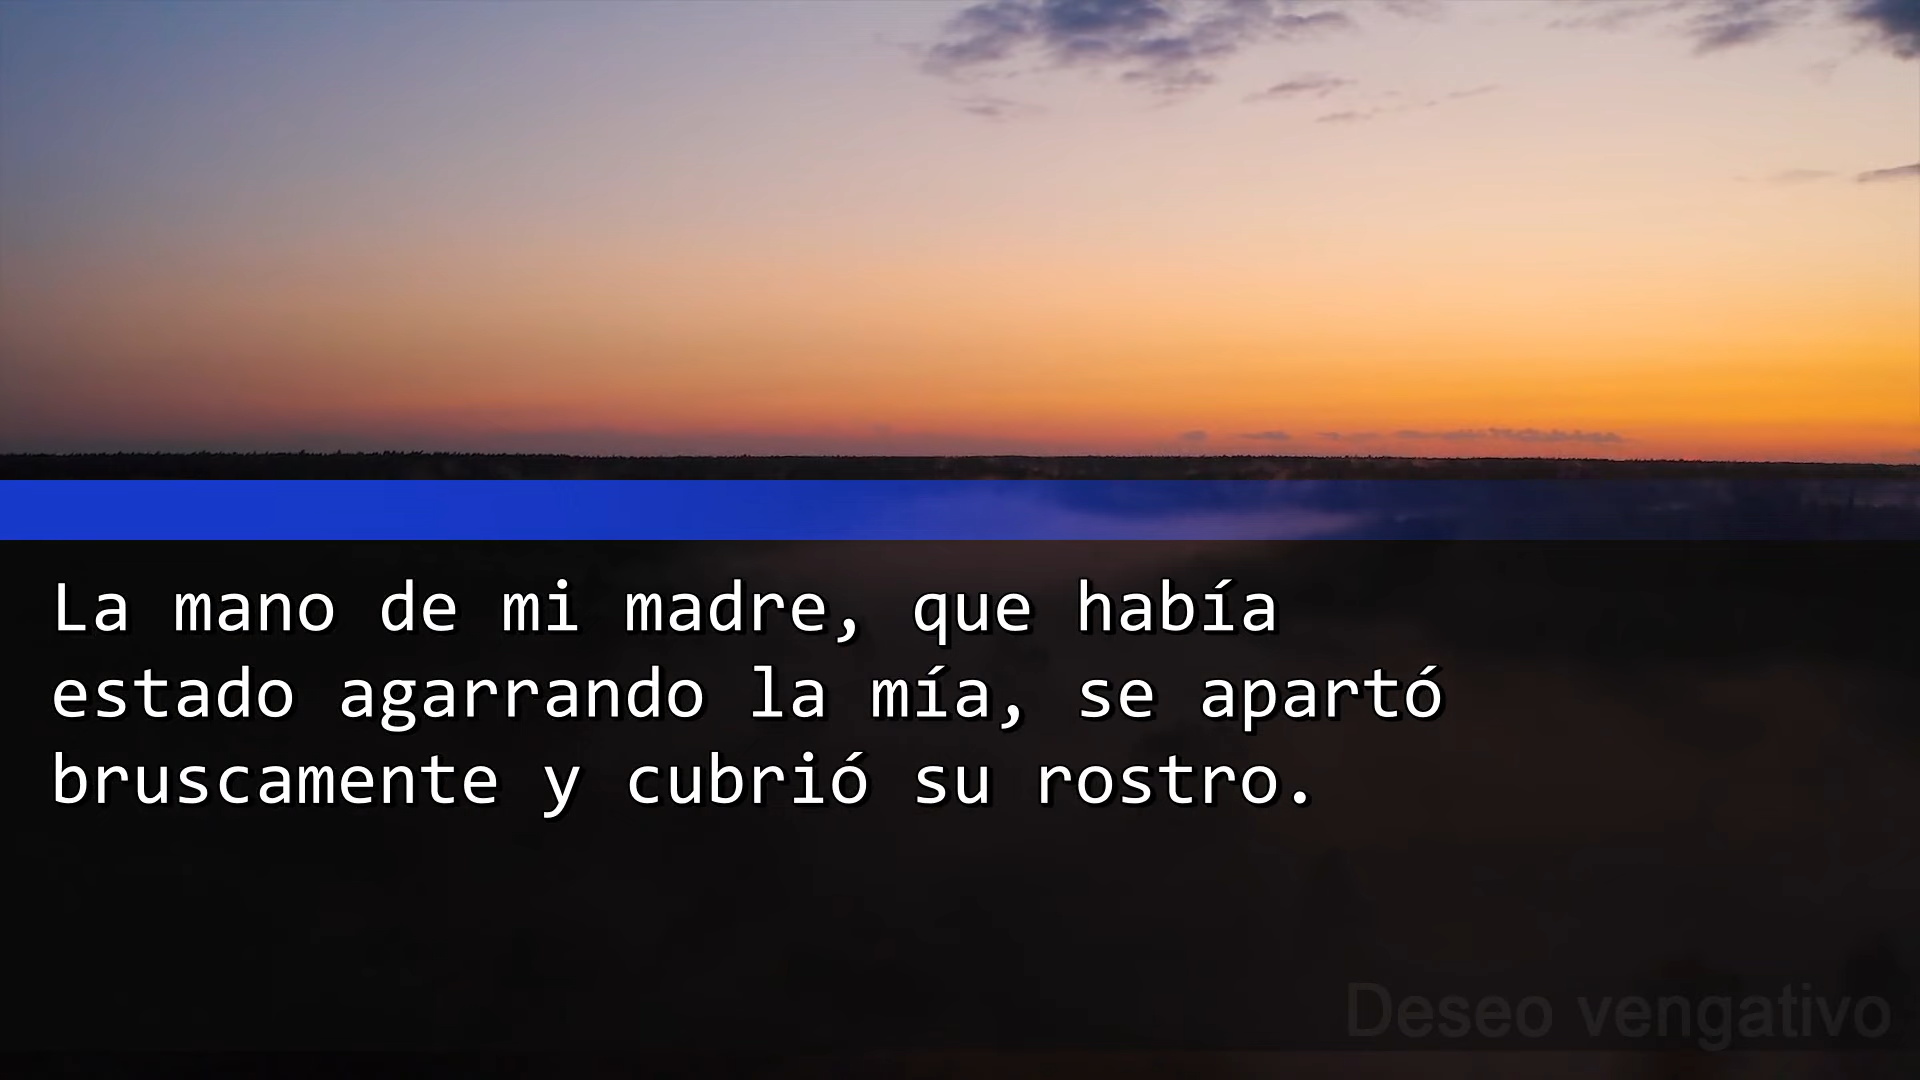 La mano de mi madre, que había
estado agarrando la mía, se apartó
bruscamente y cubrió su rostro.
Deseo vengativo